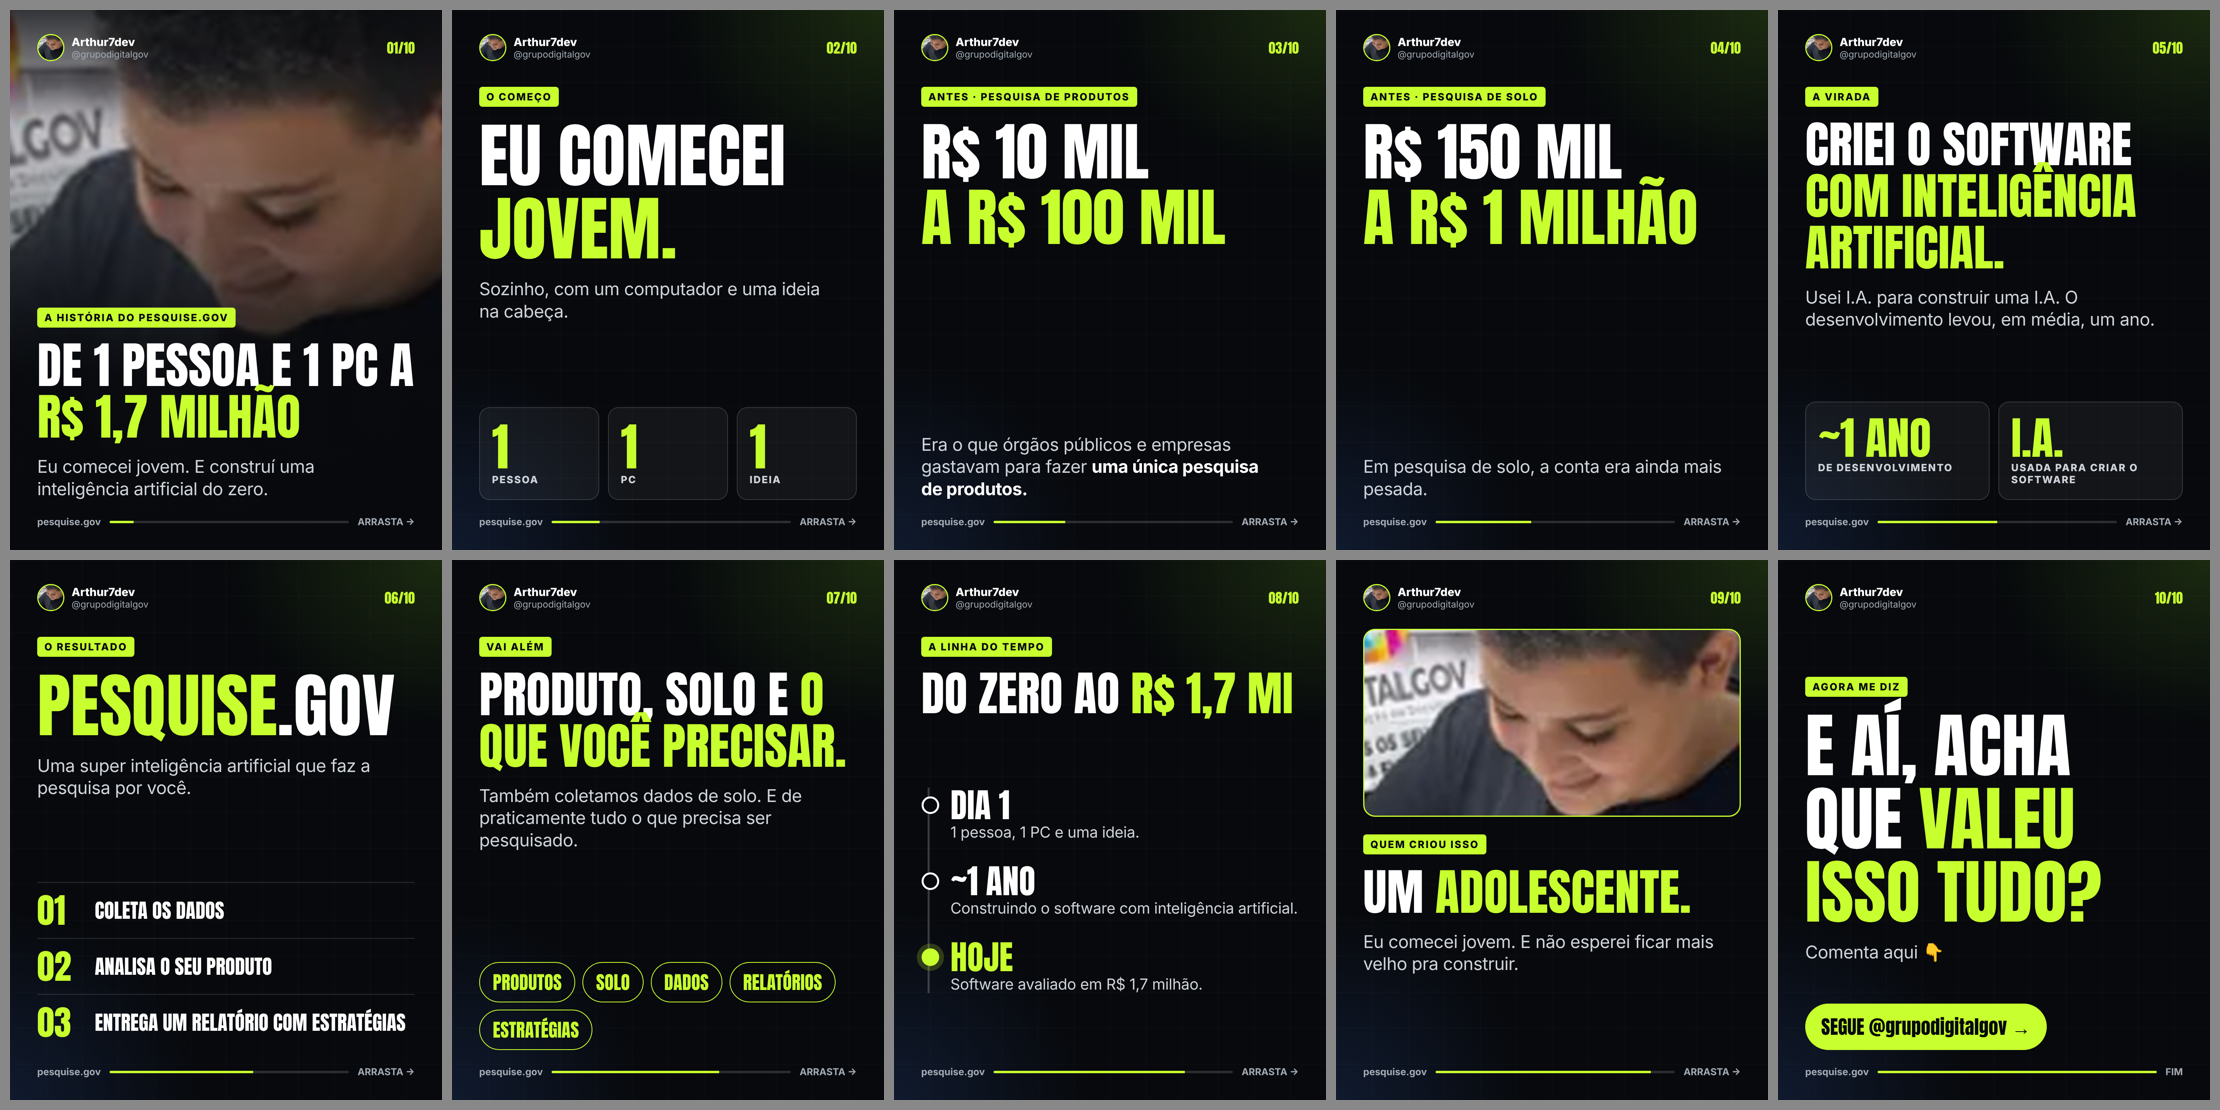 Arthur7dev
@grupodigitalgov
01/10
A HISTÓRIA DO PESQUISE.GOV
DE 1 PESSOA E 1 PC A
R$ 1,7 MILHÃO
Eu comecei jovem. E construí uma
inteligência artificial do zero.
pesquise.gov
ARRASTA →
Arthur7dev
@grupodigitalgov
02/10
O COMEÇO
EU COMECEI
JOVEM.
Sozinho, com um computador e uma ideia
na cabeça.
1
PESSOA
1
PC
1
IDEIA
pesquise.gov
ARRASTA →
Arthur7dev
@grupodigitalgov
03/10
ANTES · PESQUISA DE PRODUTOS
R$ 10 MIL
A R$ 100 MIL
Era o que órgãos públicos e empresas
gastavam para fazer uma única pesquisa
de produtos.
pesquise.gov
ARRASTA →
Arthur7dev
@grupodigitalgov
04/10
ANTES · PESQUISA DE SOLO
R$ 150 MIL
A R$ 1 MILHÃO
Em pesquisa de solo, a conta era ainda mais
pesada.
pesquise.gov
ARRASTA →
Arthur7dev
@grupodigitalgov
05/10
A VIRADA
CRIEI O SOFTWARE
COM INTELIGÊNCIA
ARTIFICIAL.
Usei I.A. para construir uma I.A. O
desenvolvimento levou, em média, um ano.
~1 ANO
DE DESENVOLVIMENTO
I.A.
USADA PARA CRIAR O
SOFTWARE
pesquise.gov
ARRASTA →
Arthur7dev
@grupodigitalgov
06/10
O RESULTADO
PESQUISE.GOV
Uma super inteligência artificial que faz a
pesquisa por você.
01 COLETA OS DADOS
02 ANALISA O SEU PRODUTO
03 ENTREGA UM RELATÓRIO COM ESTRATÉGIAS
pesquise.gov
ARRASTA →
Arthur7dev
@grupodigitalgov
07/10
VAI ALÉM
PRODUTO, SOLO E O
QUE VOCÊ PRECISAR.
Também coletamos dados de solo. E de
praticamente tudo o que precisa ser
pesquisado.
PRODUTOS
SOLO
DADOS
RELATÓRIOS
ESTRATÉGIAS
pesquise.gov
ARRASTA →
Arthur7dev
@grupodigitalgov
08/10
A LINHA DO TEMPO
DO ZERO AO R$ 1,7 MI
DIA 1
1 pessoa, 1 PC e uma ideia.
~1 ANO
Construindo o software com inteligência artificial.
HOJE
Software avaliado em R$ 1,7 milhão.
pesquise.gov
ARRASTA →
Arthur7dev
@grupodigitalgov
09/10
TALGOV
QUEM CRIOU ISSO
UM ADOLESCENTE.
Eu comecei jovem. E não esperei ficar mais
velho pra construir.
pesquise.gov
ARRASTA →
Arthur7dev
@grupodigitalgov
10/10
AGORA ME DIZ
E AÍ, ACHA
QUE VALEU
ISSO TUDO?
Comenta aqui 👇
SEGUE @grupodigitalgov →
pesquise.gov
FIM